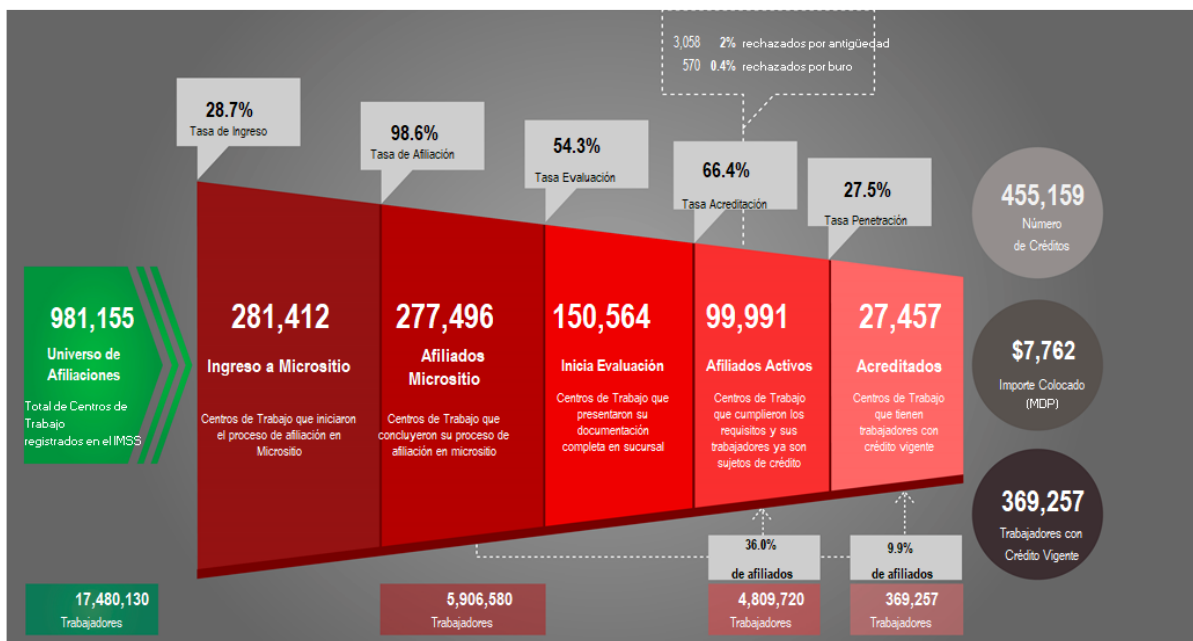 3,058 2% rechazados por antigüedad
570 0.4% rechazados por buro
28.7%
Tasa de Ingreso
98.6%
Tasa de Afiliación
54.3%
Tasa Evaluación
66.4%
Tasa Acreditación
27.5%
Tasa Penetración
981,155
Universo de
Afiliaciones
Total de Centros de
Trabajo
registrados en el IMSS
281,412
Ingreso a Micrositio
Centros de Trabajo que iniciaron
el proceso de afiliación en
Micrositio
277,496
Afiliados
Micrositio
Centros de Trabajo que
concluyeron su proceso de
afiliación en micrositio
150,564
Inicia Evaluación
Centros de Trabajo que
presentaron su
documentación
completa en sucursal
99,991
Afiliados Activos
Centros de Trabajo
que cumplieron los
requisitos y sus
trabajadores ya son
sujetos de crédito
27,457
Acreditados
Centros de Trabajo
que tienen
trabajadores con
crédito vigente
455,159
Número
de Créditos
$7,762
Importe Colocado
(MDP)
369,257
Trabajadores con
Crédito Vigente
36.0%
de afiliados
9.9%
de afiliados
17,480,130
Trabajadores
5,906,580
Trabajadores
4,809,720
Trabajadores
369,257
Trabajadores